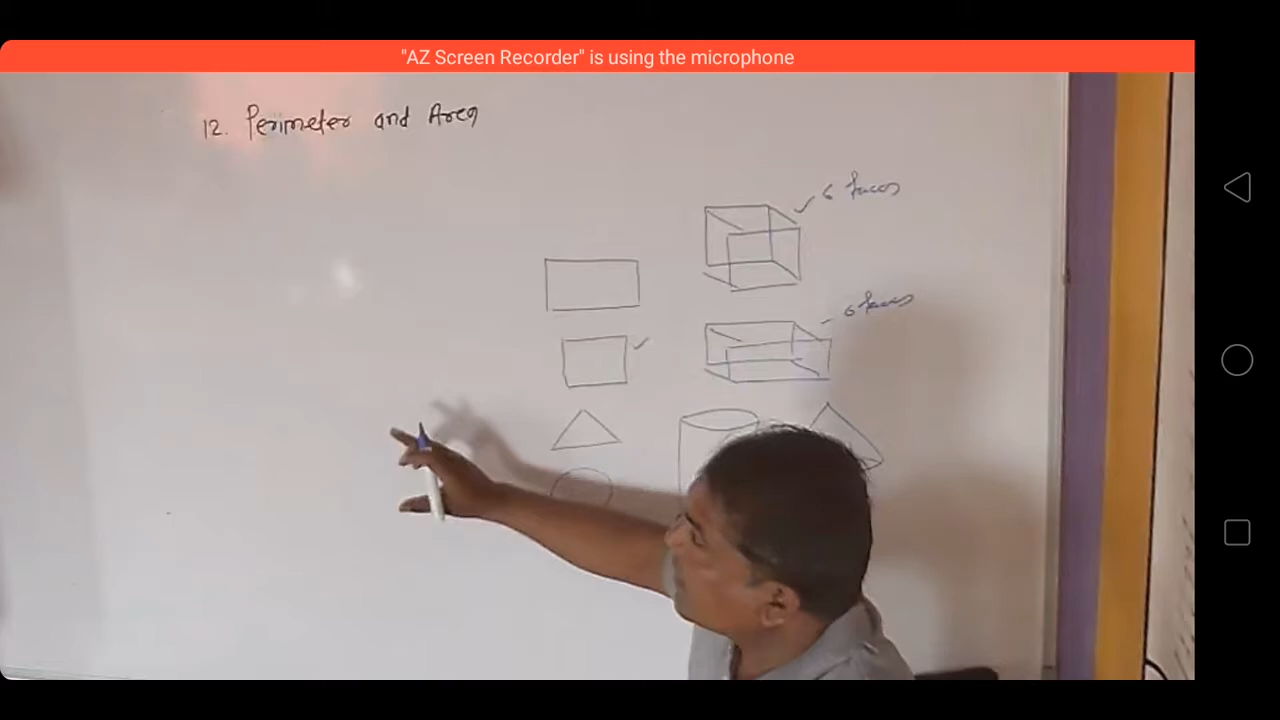 "AZ Screen Recorder" is using the microphone
12. Perimeter and Area
6 faces
6 faces